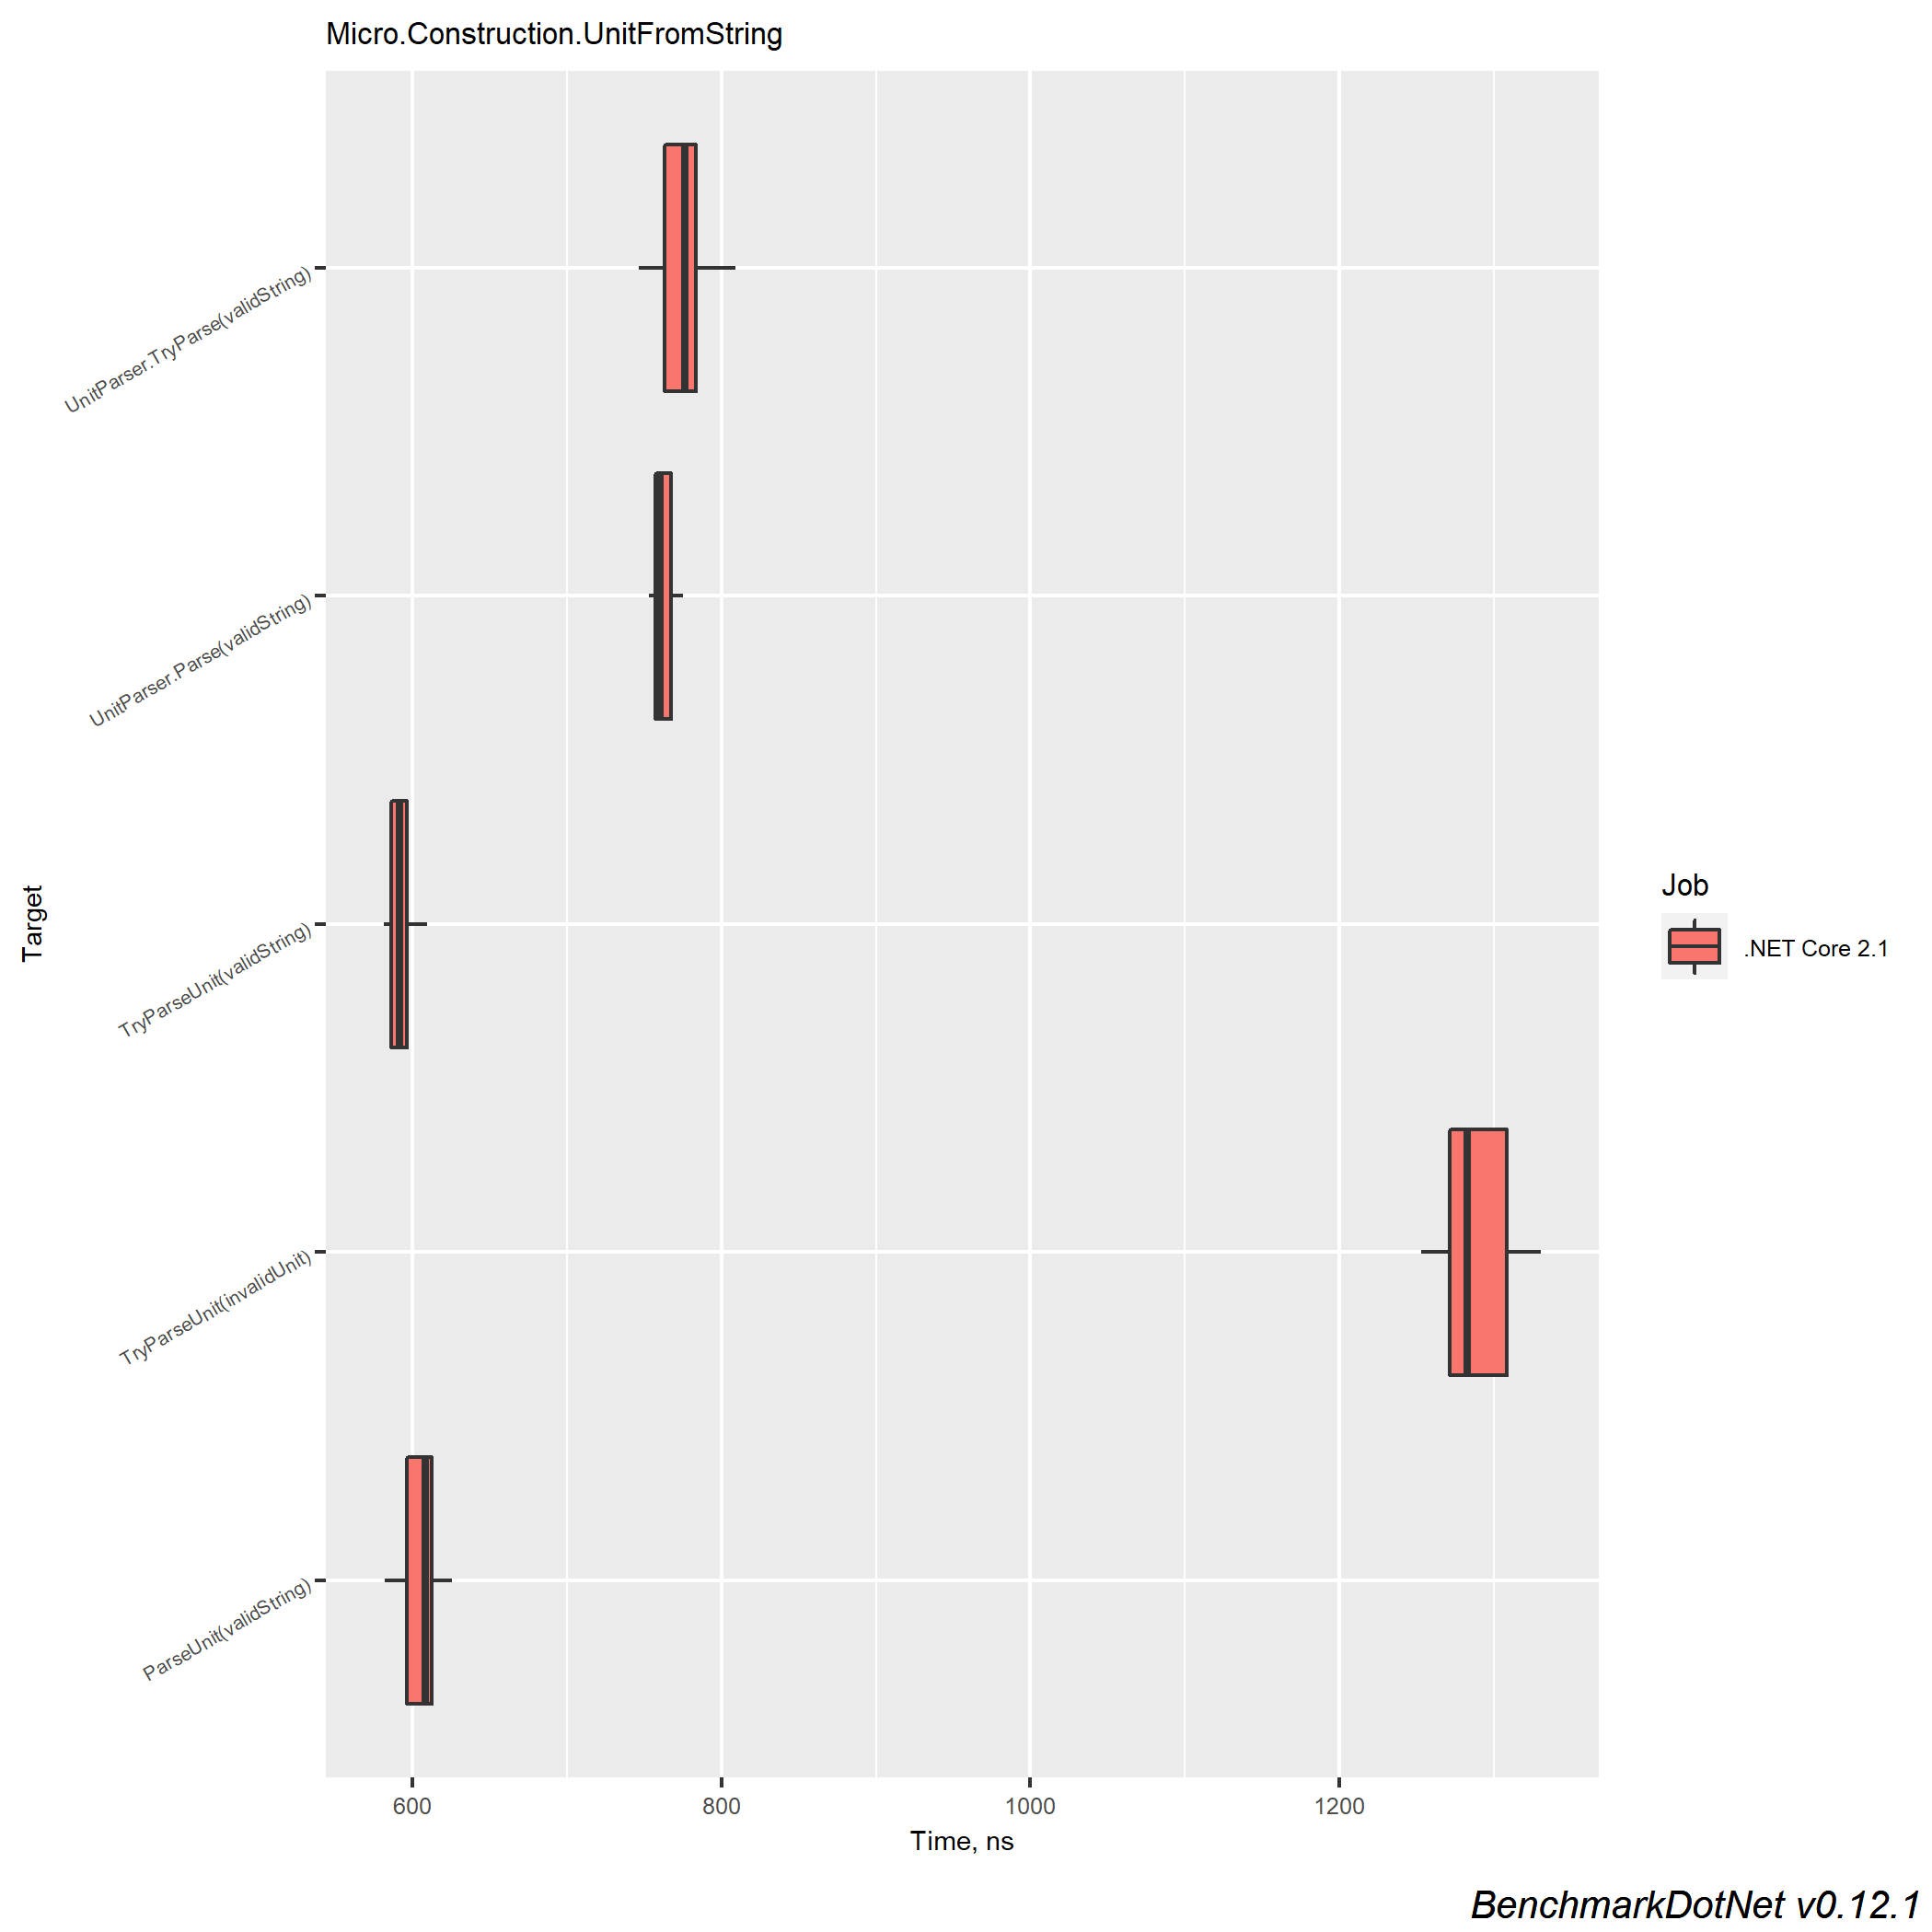 Micro.Construction.UnitFromString
UnitParser.TryParse(validString)
UnitParser.Parse(validString)
TryParseUnit(validString)
TryParseUnit(invalidUnit)
ParseUnit(validString)
Target
600 800 1000 1200
Time, ns
Job
.NET Core 2.1
BenchmarkDotNet v0.12.1